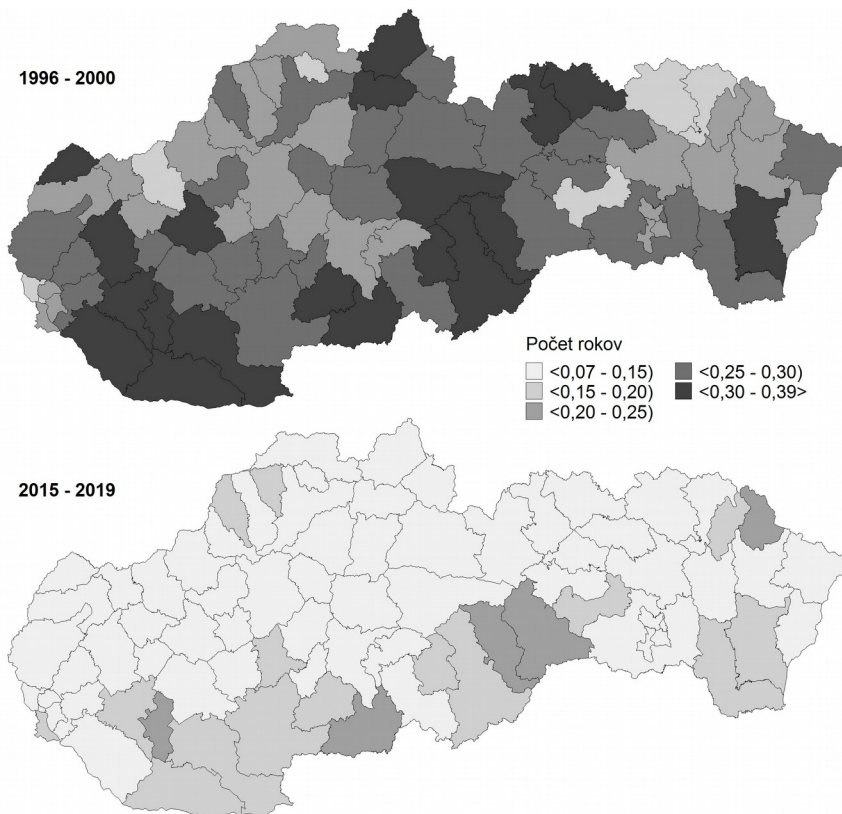 1996 - 2000
Počet rokov
<0,07 - 0,15)
<0,15 - 0,20)
<0,20 - 0,25)
<0,25 - 0,30)
<0,30 - 0,39>
2015 - 2019